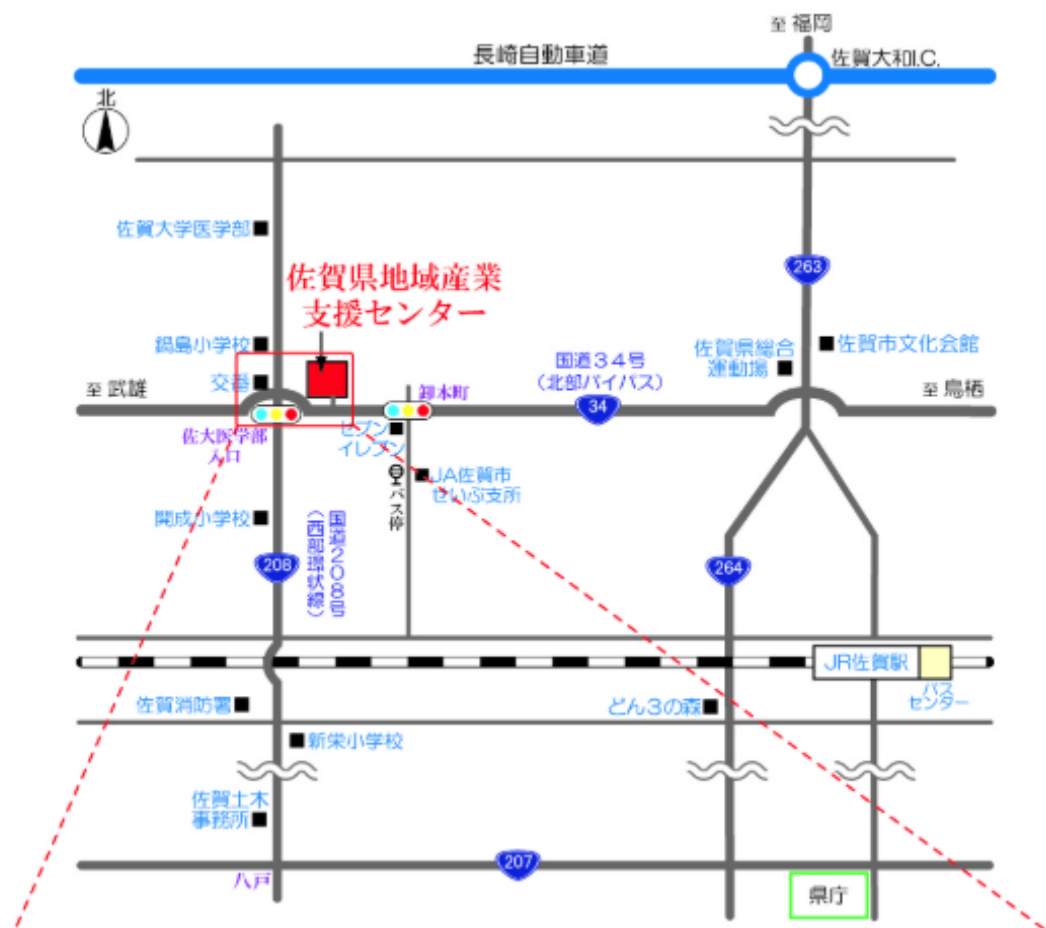 至 福岡
長崎自動車道
佐賀大和I.C.
北
佐賀大学医学部
263
佐賀県地域産業
支援センター
鍋島小学校
交番
至 武雄
国道34号
(北部バイパス)
佐賀県総合
運動場
佐賀市文化会館
至 鳥栖
卸本町
34
佐大医学部
入口
セブン
イレブン
JA佐賀市
せいぶ支所
バス停
開成小学校
国道208号
(西部環状線)
208
264
JR佐賀駅
バス
センター
佐賀消防署
どん3の森
新栄小学校
佐賀土木
事務所
207
八戸
県庁